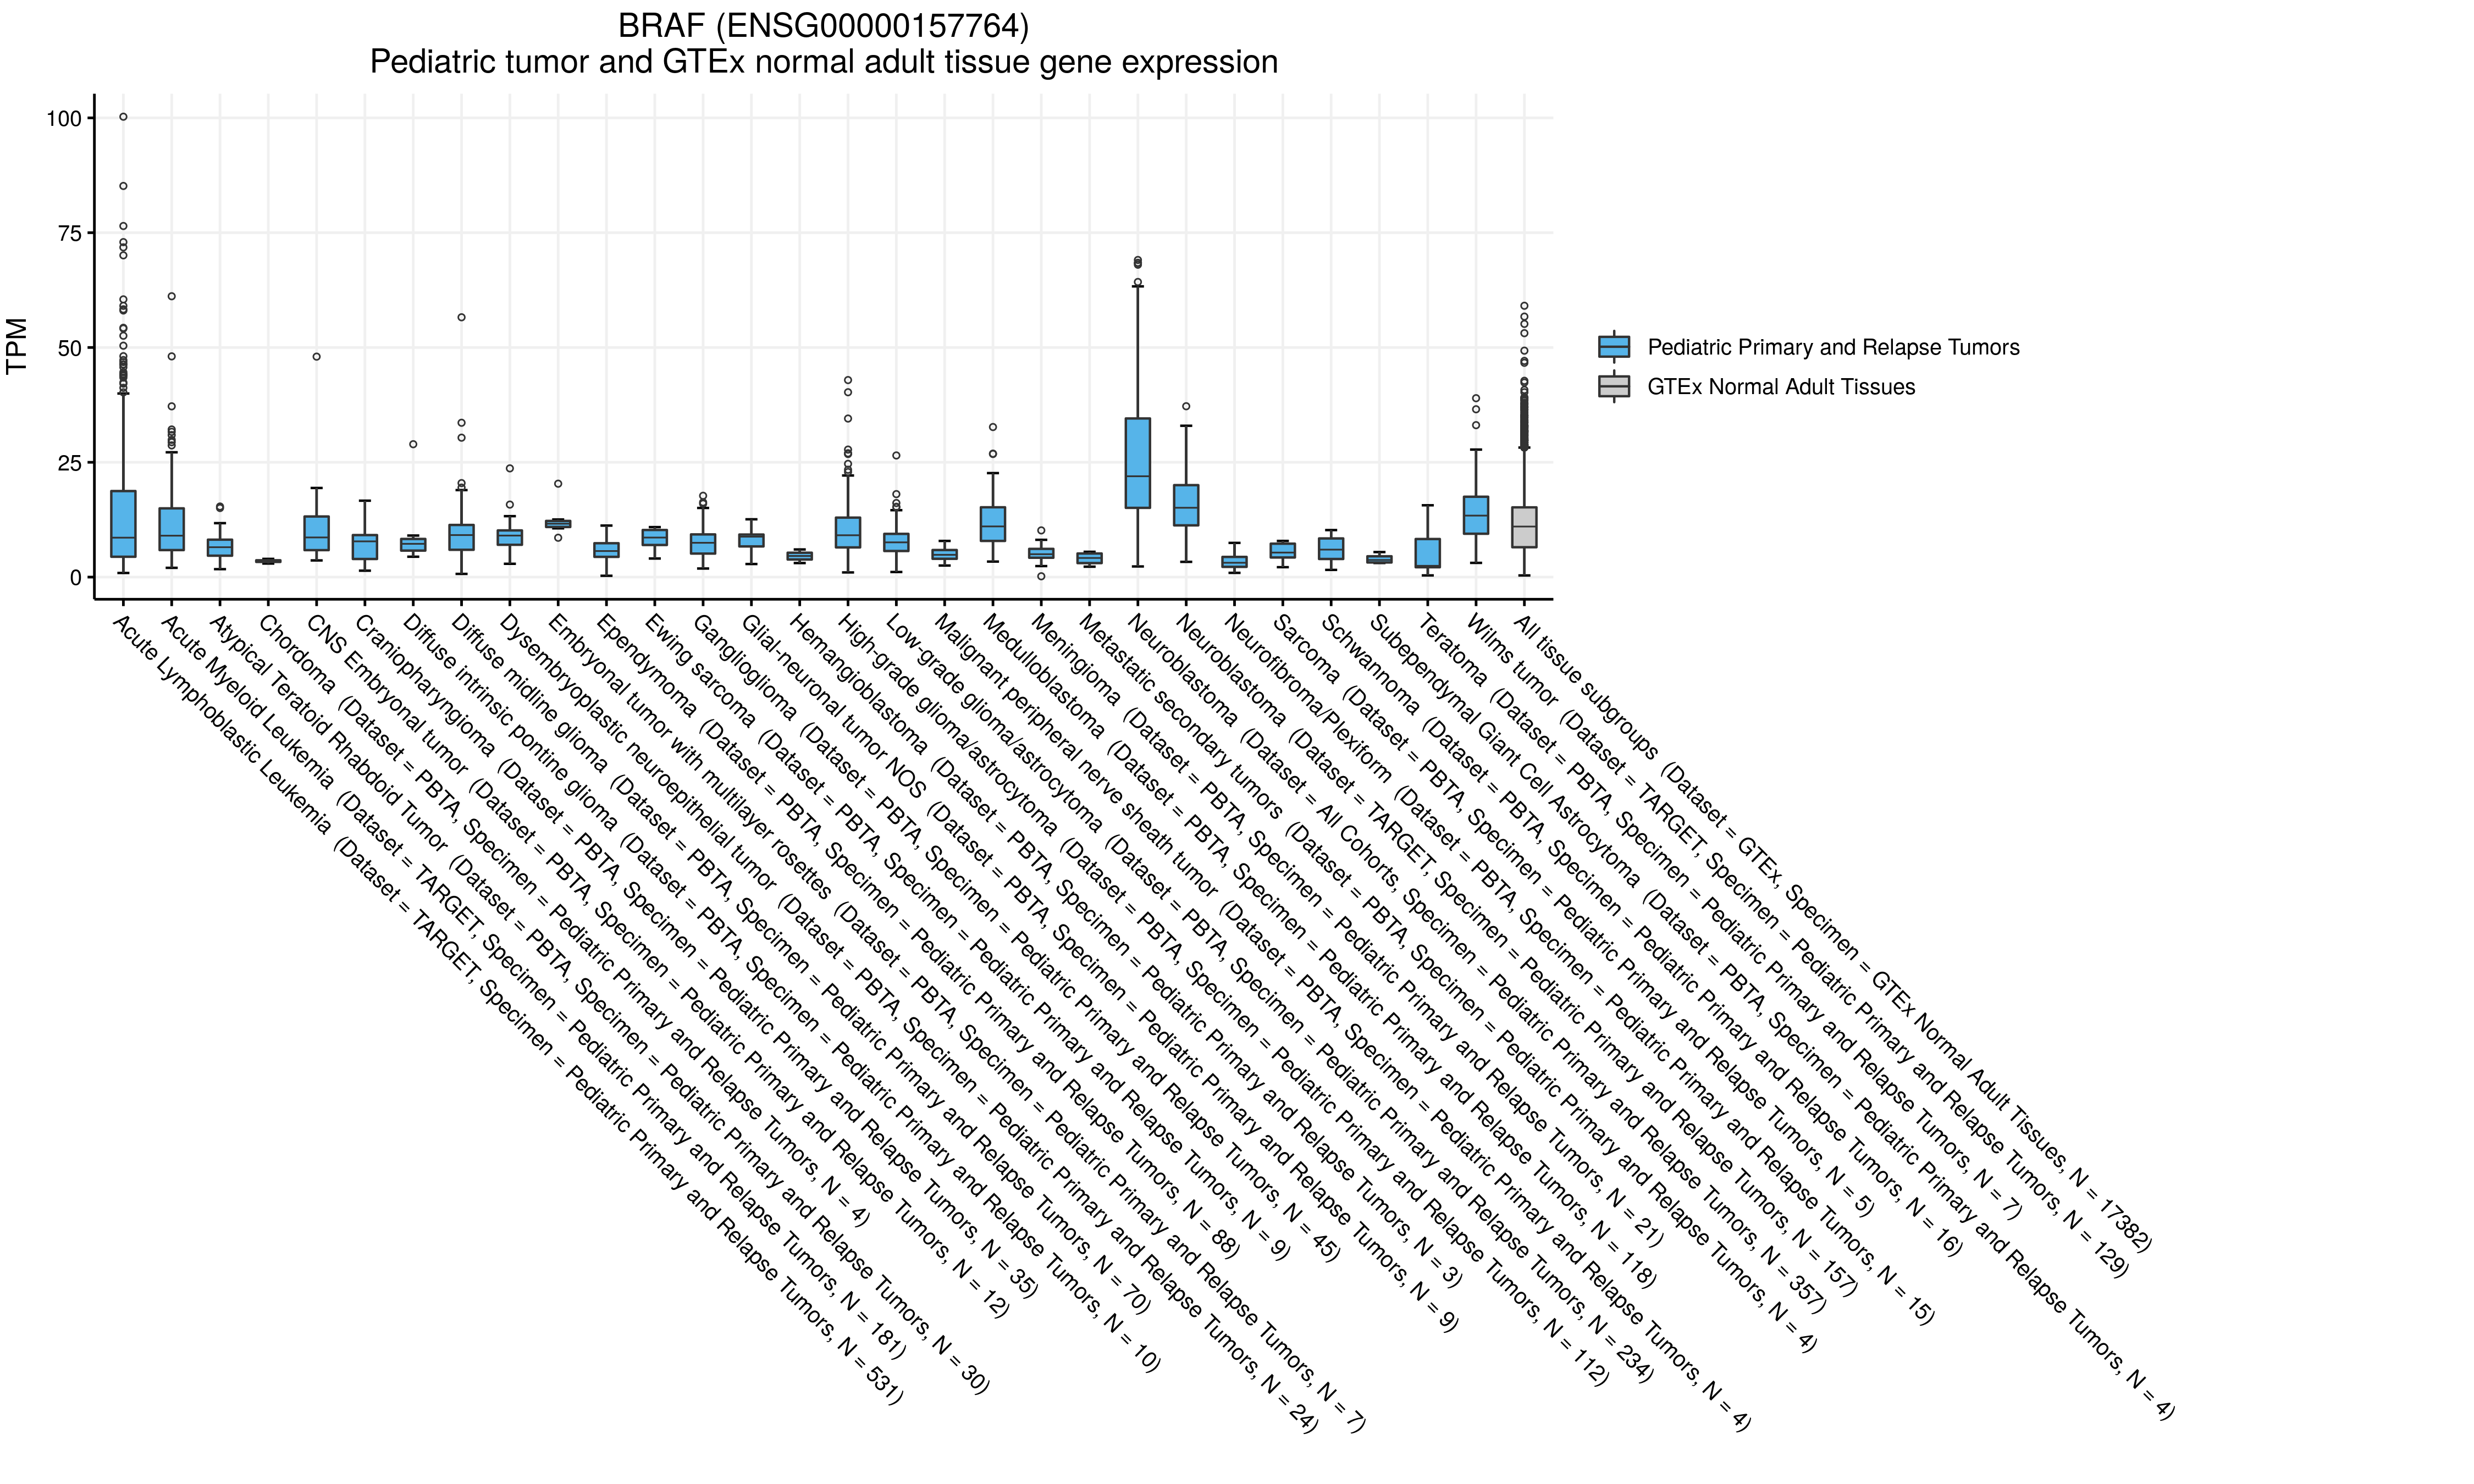 BRAF (ENSG00000157764)
Pediatric tumor and GTEx normal adult tissue gene expression
TPM
100
75
50
25
0
Pediatric Primary and Relapse Tumors
GTEx Normal Adult Tissues
Acute Lymphoblastic Leukemia (Dataset = TARGET, Specimen = Pediatric Primary and Relapse Tumors, N = 531)
Acute Myeloid Leukemia (Dataset = TARGET, Specimen = Pediatric Primary and Relapse Tumors, N = 181)
Atypical Teratoid Rhabdoid Tumor (Dataset = PBTA, Specimen = Pediatric Primary and Relapse Tumors, N = 30)
Chordoma (Dataset = PBTA, Specimen = Pediatric Primary and Relapse Tumors, N = 4)
CNS Embryonal tumor (Dataset = PBTA, Specimen = Pediatric Primary and Relapse Tumors, N = 12)
Craniopharyngioma (Dataset = PBTA, Specimen = Pediatric Primary and Relapse Tumors, N = 35)
Diffuse intrinsic pontine glioma (Dataset = PBTA, Specimen = Pediatric Primary and Relapse Tumors, N = 10)
Diffuse midline glioma (Dataset = PBTA, Specimen = Pediatric Primary and Relapse Tumors, N = 70)
Dysembryoplastic neuroepithelial tumor (Dataset = PBTA, Specimen = Pediatric Primary and Relapse Tumors, N = 24)
Embryonal tumor with multilayer rosettes (Dataset = PBTA, Specimen = Pediatric Primary and Relapse Tumors, N = 7)
Ependymoma (Dataset = PBTA, Specimen = Pediatric Primary and Relapse Tumors, N = 88)
Ewing sarcoma (Dataset = PBTA, Specimen = Pediatric Primary and Relapse Tumors, N = 9)
Ganglioglioma (Dataset = PBTA, Specimen = Pediatric Primary and Relapse Tumors, N = 45)
Glial-neuronal tumor NOS (Dataset = PBTA, Specimen = Pediatric Primary and Relapse Tumors, N = 9)
Hemangioblastoma (Dataset = PBTA, Specimen = Pediatric Primary and Relapse Tumors, N = 3)
High-grade glioma/astrocytoma (Dataset = PBTA, Specimen = Pediatric Primary and Relapse Tumors, N = 112)
Low-grade glioma/astrocytoma (Dataset = PBTA, Specimen = Pediatric Primary and Relapse Tumors, N = 234)
Malignant peripheral nerve sheath tumor (Dataset = PBTA, Specimen = Pediatric Primary and Relapse Tumors, N = 4)
Medulloblastoma (Dataset = PBTA, Specimen = Pediatric Primary and Relapse Tumors, N = 118)
Meningioma (Dataset = PBTA, Specimen = Pediatric Primary and Relapse Tumors, N = 21)
Metastatic secondary tumors (Dataset = PBTA, Specimen = Pediatric Primary and Relapse Tumors, N = 4)
Neuroblastoma (Dataset = All Cohorts, Specimen = Pediatric Primary and Relapse Tumors, N = 357)
Neuroblastoma (Dataset = TARGET, Specimen = Pediatric Primary and Relapse Tumors, N = 157)
Neurofibroma/Plexiform (Dataset = PBTA, Specimen = Pediatric Primary and Relapse Tumors, N = 15)
Sarcoma (Dataset = PBTA, Specimen = Pediatric Primary and Relapse Tumors, N = 5)
Schwannoma (Dataset = PBTA, Specimen = Pediatric Primary and Relapse Tumors, N = 16)
Subependymal Giant Cell Astrocytoma (Dataset = PBTA, Specimen = Pediatric Primary and Relapse Tumors, N = 4)
Teratoma (Dataset = PBTA, Specimen = Pediatric Primary and Relapse Tumors, N = 7)
Wilms tumor (Dataset = TARGET, Specimen = Pediatric Primary and Relapse Tumors, N = 129)
All tissue subgroups (Dataset = GTEx, Specimen = GTEx Normal Adult Tissues, N = 17382)